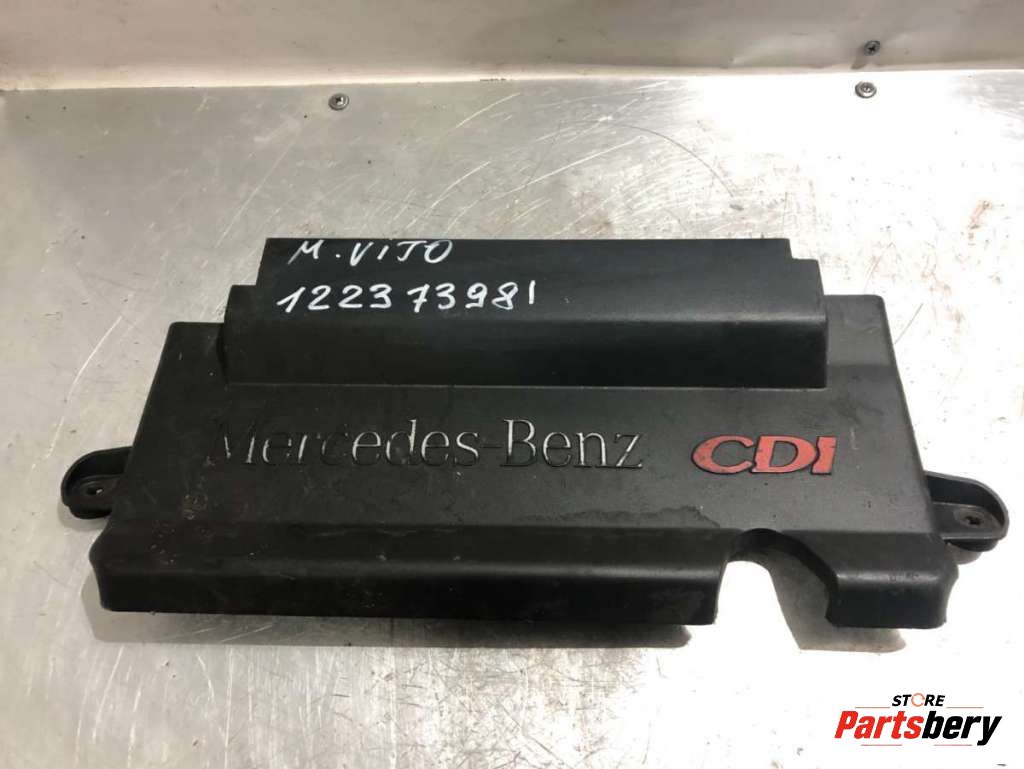 M. ViTO
122373981
Mercedes-Benz CDI
STORE
Partsbery